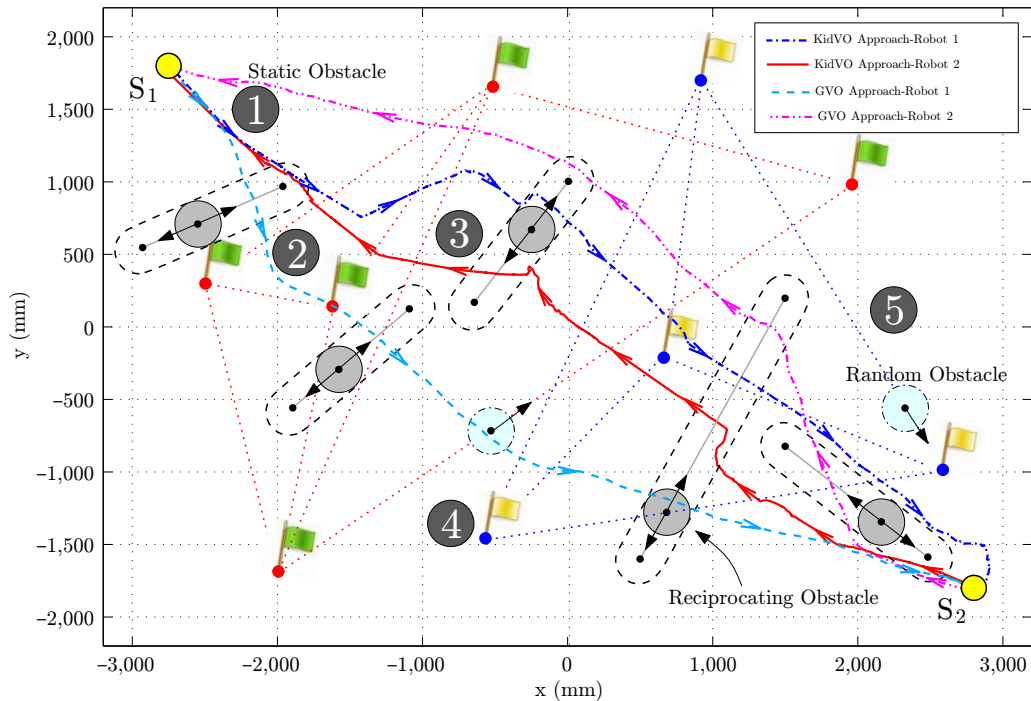 2,000
1,500
1,000
500
0
−500
−1,000
−1,500
−2,000
y (mm)
−3,000
−2,000
−1,000
0
1,000
2,000
3,000
x (mm)
KidVO Approach-Robot 1
KidVO Approach-Robot 2
GVO Approach-Robot 1
GVO Approach-Robot 2
S1
Static Obstacle
1
2
3
4
5
Random Obstacle
Reciprocating Obstacle
S2